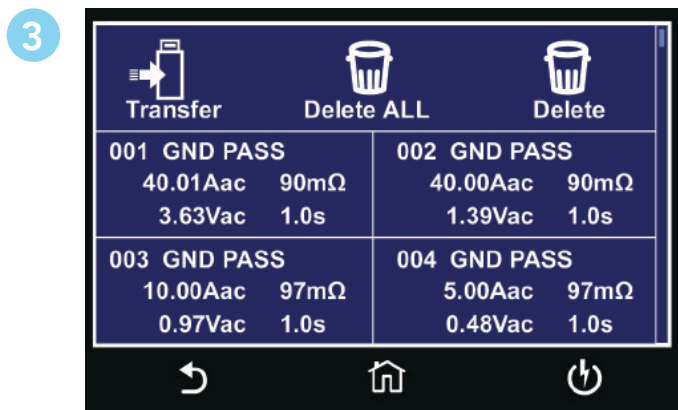 3
Transfer Delete ALL Delete
001 GND PASS
40.01Aac 90mΩ
3.63Vac 1.0s
002 GND PASS
40.00Aac 90mΩ
1.39Vac 1.0s
003 GND PASS
10.00Aac 97mΩ
0.97Vac 1.0s
004 GND PASS
5.00Aac 97mΩ
0.48Vac 1.0s